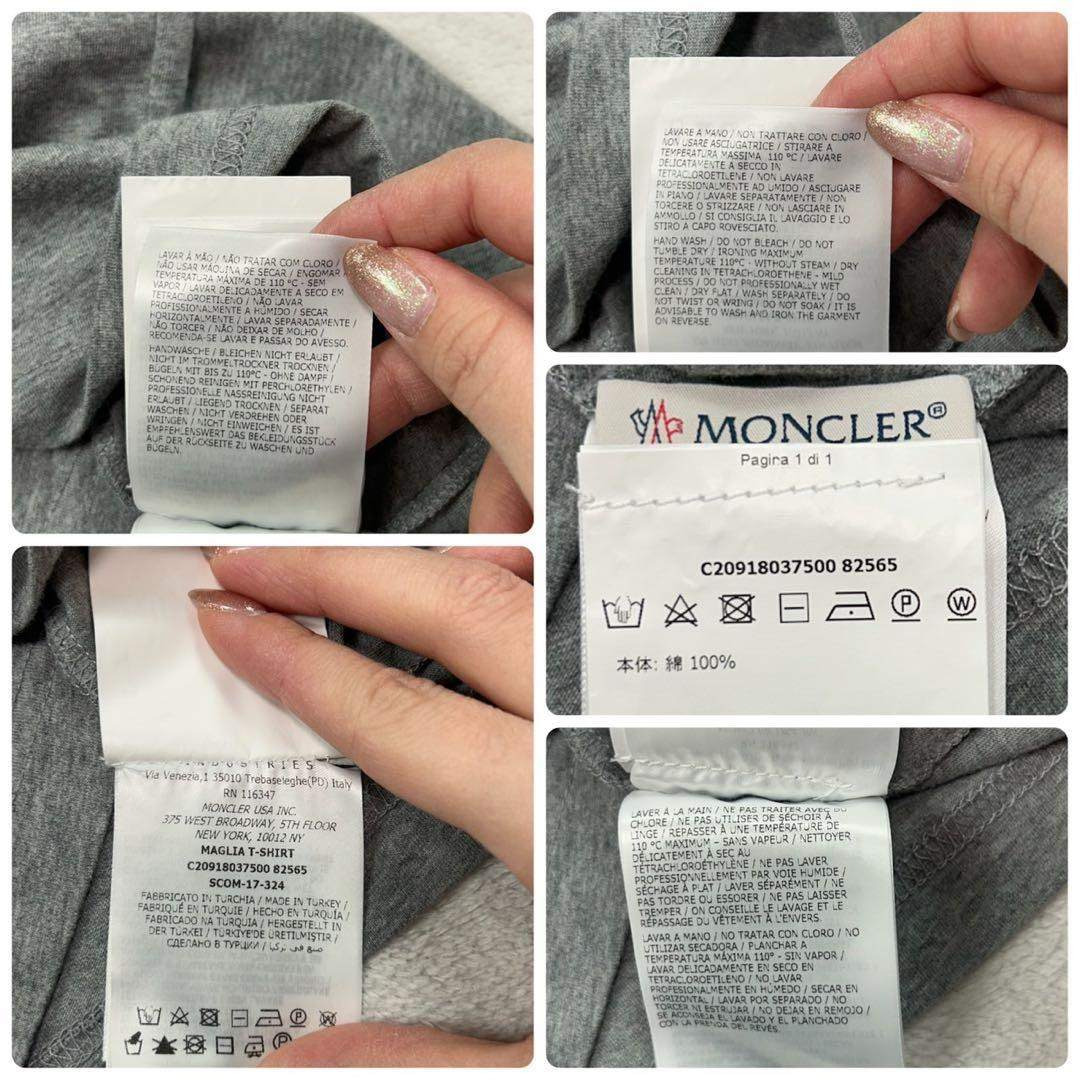 LAVAR À MÃO / NÃO TRATAR COM CLORO /
NÃO USAR MÁQUINA DE SECAR / ENGOMAR
TEMPERATURA MÁXIMA DE 110 °C - SEM
VAPOR / LAVAR DELICADAMENTE A SECO EM
TETRACLOROETILENO / NÃO LAVAR
PROFISSIONALMENTE A HÚMIDO / SECAR
HORIZONTALMENTE / LAVAR SEPARADAMENTE /
NÃO TORCER / NÃO DEIXAR DE MOLHO /
RECOMENDA-SE LAVAR E PASSAR DO AVESSO.
HANDWÄSCHE / BLEICHEN NICHT ERLAUBT /
NICHT IM TROMMELTROCKNER TROCKNEN /
BÜGELN MIT BIS ZU 110°C - OHNE DAMPF /
SCHONEND REINIGEN MIT PERCHLORETHYLEN /
PROFESSIONELLE NASSREINIGUNG NICHT
ERLAUBT / LIEGEND TROCKNEN / SEPARAT
WASCHEN / NICHT VERDREHEN ODER
WRINGEN / NICHT EINWEICHEN / ES IST
EMPFEHLENSWERT DAS BEKLEIDUNGSSTÜCK
AUF DER RÜCKSEITE ZU WASCHEN UND
BÜGELN.
LAVARE A MANO / NON TRATTARE CON CLORO /
NON USARE ASCIUGATRICE / STIRARE A
TEMPERATURA MASSIMA 110 °C / LAVARE
DELICATAMENTE A SECCO IN
TETRACLOROETILENE / NON LAVARE
PROFESSIONALMENTE AD UMIDO / ASCIUGARE
IN PIANO / LAVARE SEPARATAMENTE / NON
TORCERE O STRIZZARE / NON LASCIARE IN
AMMOLLO / SI CONSIGLIA IL LAVAGGIO E LO
STIRO A CAPO ROVESCIATO.
HAND WASH / DO NOT BLEACH / DO NOT
TUMBLE DRY / IRONING MAXIMUM
TEMPERATURE 110°C - WITHOUT STEAM / DRY
CLEANING IN TETRACHLOROETHENE - MILD
PROCESS / DO NOT PROFESSIONALLY WET
CLEAN / DRY FLAT / WASH SEPARATELY / DO
NOT TWIST OR WRING / DO NOT SOAK / IT IS
ADVISABLE TO WASH AND IRON THE GARMENT
ON REVERSE.
MONCLER®
Pagina 1 di 1
C20918037500 82565
P W
本体: 綿 100%
INDUSTRIES
Via Venezia,1 35010 Trebaseleghe(PD) Italy
RN 116347
MONCLER USA INC.
375 WEST BROADWAY, 5TH FLOOR
NEW YORK, 10012 NY
MAGLIA T-SHIRT
C20918037500 82565
SCOM-17-324
FABBRICATO IN TURCHIA / MADE IN TURKEY /
FABRIQUÉ EN TURQUIE / HECHO EN TURQUÍA /
FABRICADO NA TURQUIA / HERGESTELLT IN
DER TÜRKEI / TÜRKİYE'DE ÜRETİLMİŞTİR /
СДЕЛАНО В ТУРЦИИ / صنع في تركيا
LAVER À LA MAIN / NE PAS TRAITER AVEC DU
CHLORE / NE PAS UTILISER DE SÉCHOIR À
LINGE / REPASSER À UNE TEMPÉRATURE DE
110 °C MAXIMUM - SANS VAPEUR / NETTOYER
DÉLICATEMENT À SEC AU
TÉTRACHLOROÉTHYLÈNE / NE PAS LAVER
PROFESSIONNELLEMENT PAR VOIE HUMIDE /
SÉCHAGE À PLAT / LAVER SÉPARÉMENT / NE
PAS TORDRE OU ESSORER / NE PAS LAISSER
TREMPER / ON CONSEILLE LE LAVAGE ET LE
REPASSAGE DU VÊTEMENT À L'ENVERS.
LAVAR A MANO / NO TRATAR CON CLORO / NO
UTILIZAR SECADORA / PLANCHAR A
TEMPERATURA MÁXIMA 110° - SIN VAPOR /
LAVAR DELICADAMENTE EN SECO EN
TETRACLOROETILENO / NO LAVAR
PROFESIONALMENTE EN HÚMEDO / SECAR EN
HORIZONTAL / LAVAR POR SEPARADO / NO
TORCER NI ESTRUJAR / NO DEJAR EN REMOJO /
SE ACONSEJA EL LAVADO Y EL PLANCHADO
CON LA PRENDA DEL REVÉS.